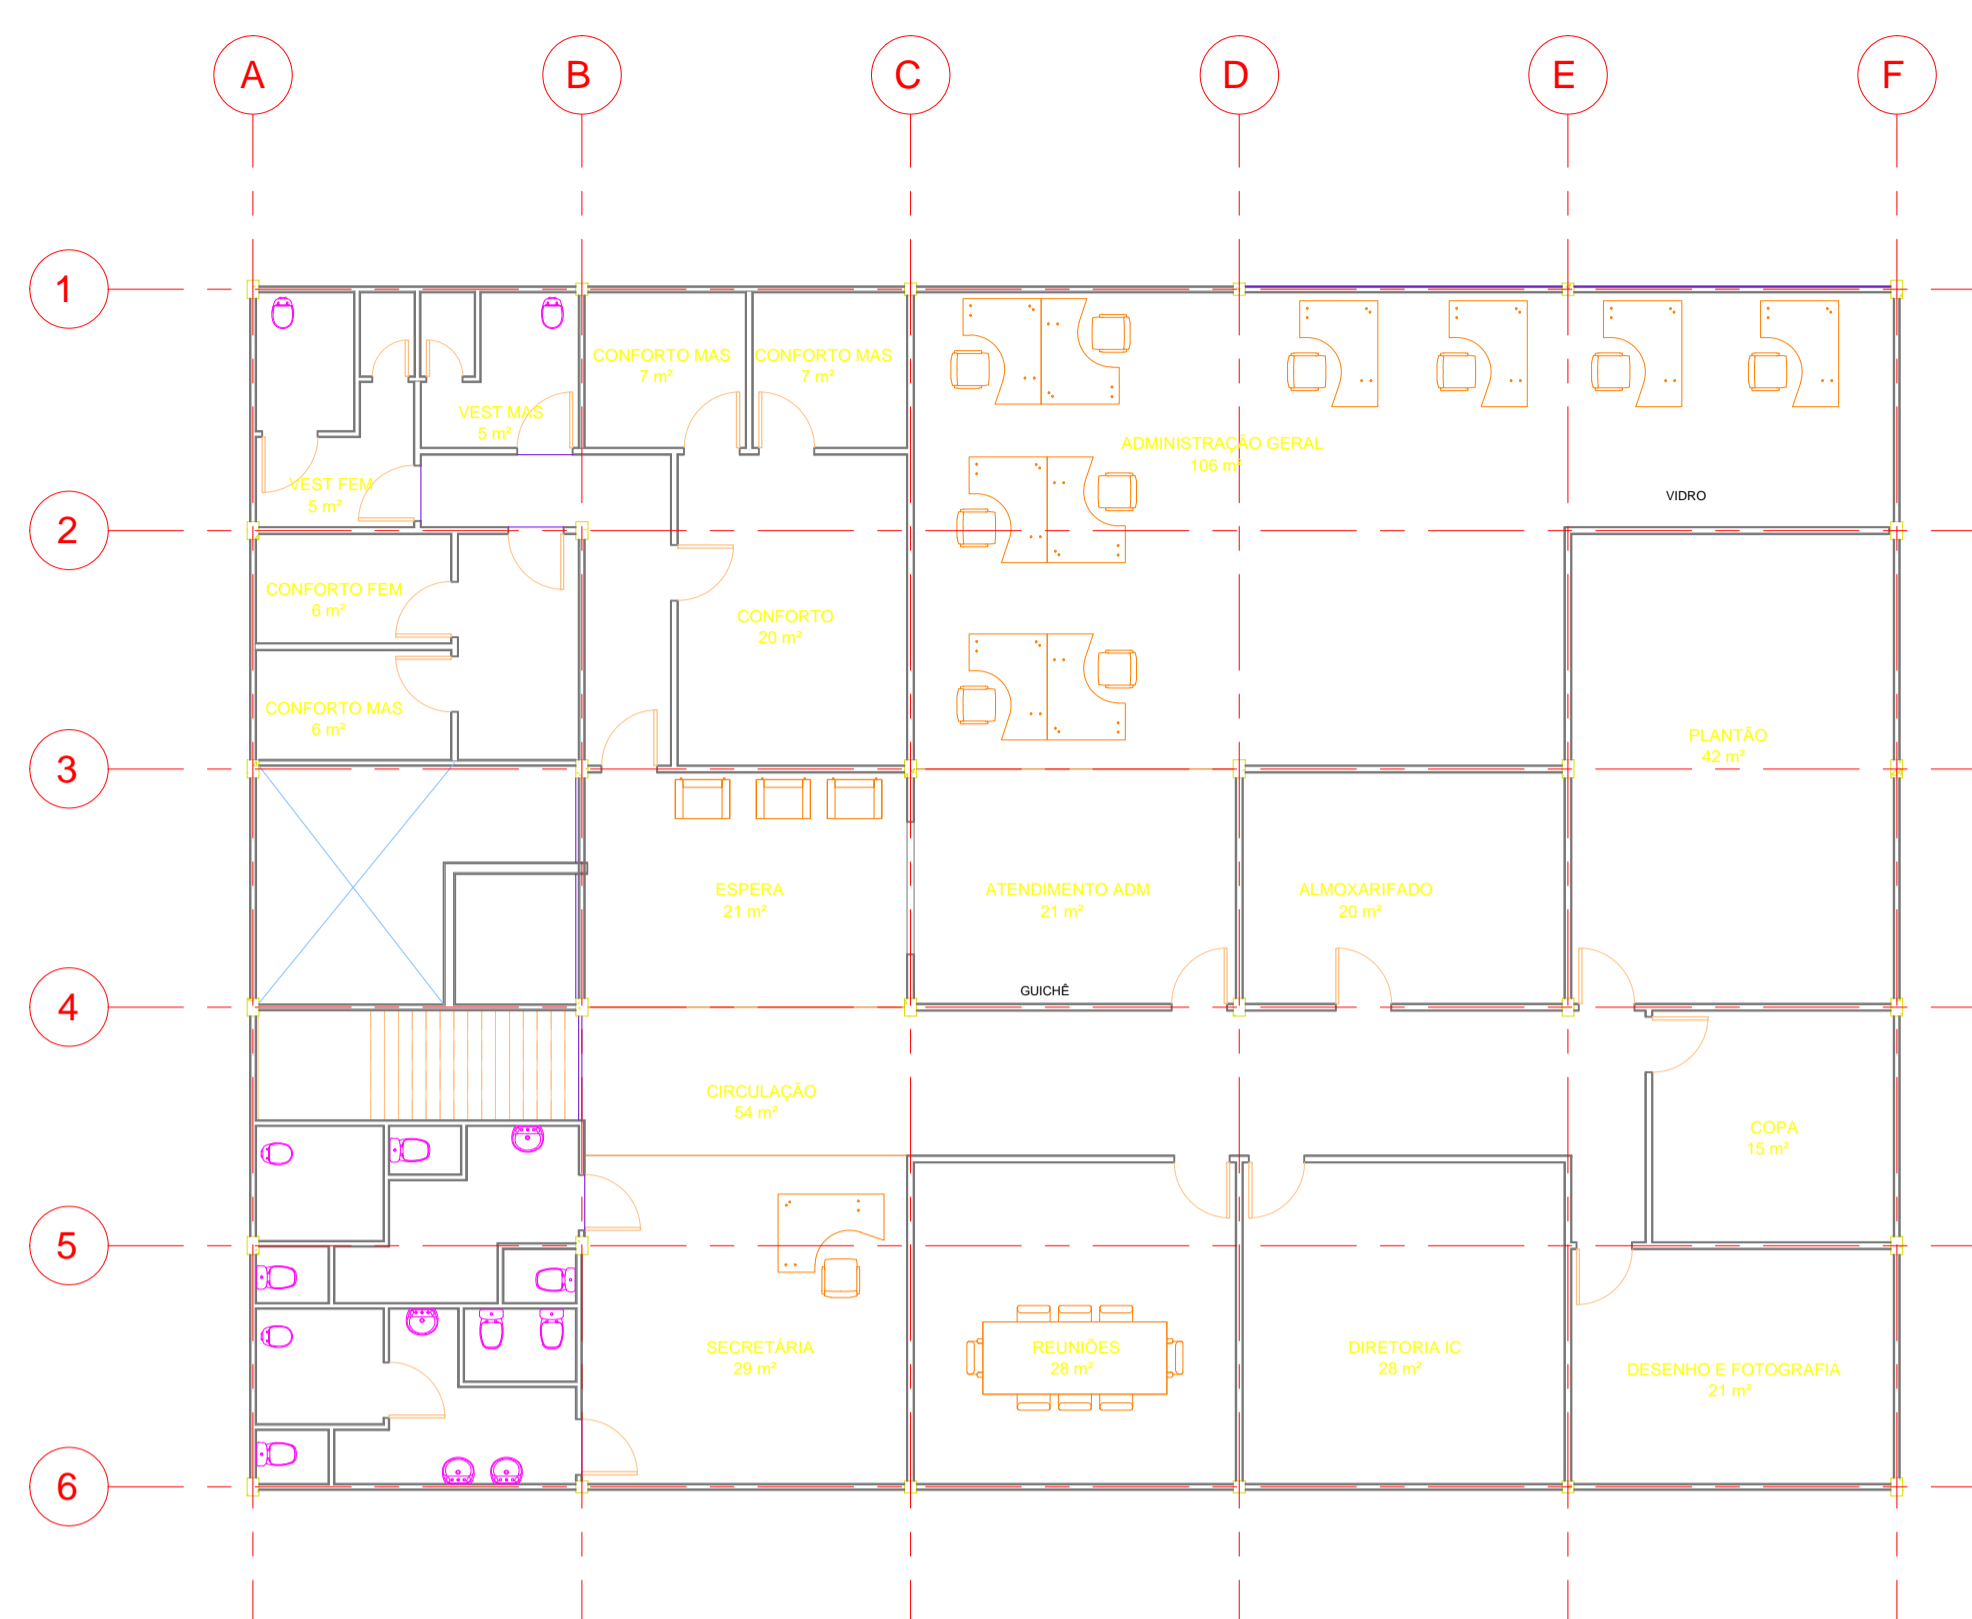 A
B
C
D
E
F
1
2
3
4
5
6
CONFORTO MAS
7 m²
CONFORTO MAS
7 m²
VEST MAS
5 m²
ADMINISTRAÇÃO GERAL
106 m²
VEST FEM
5 m²
VIDRO
CONFORTO FEM
6 m²
CONFORTO
20 m²
CONFORTO MAS
6 m²
PLANTÃO
42 m²
ESPERA
21 m²
ATENDIMENTO ADM
21 m²
ALMOXARIFADO
20 m²
GUICHÊ
CIRCULAÇÃO
54 m²
COPA
15 m²
SECRETÁRIA
29 m²
REUNIÕES
28 m²
DIRETORIA IC
28 m²
DESENHO E FOTOGRAFIA
21 m²